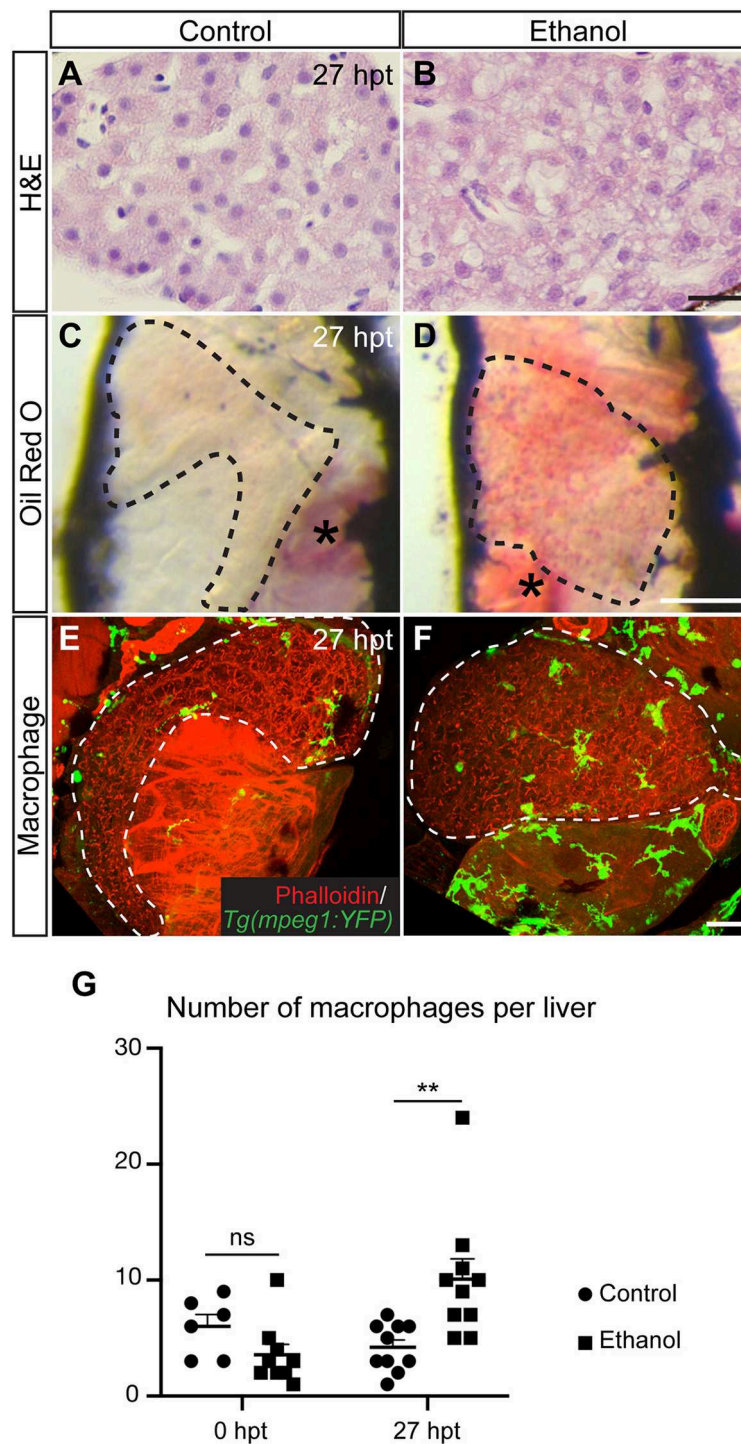 Control
Ethanol
H&E
A
27 hpt
B
Oil Red O
C
27 hpt
D
*
*
Macrophage
E
27 hpt
F
Phalloidin/
Tg(mpeg1:YFP)
G
Number of macrophages per liver
30
20
10
0
ns
**
0 hpt
27 hpt
Control
Ethanol